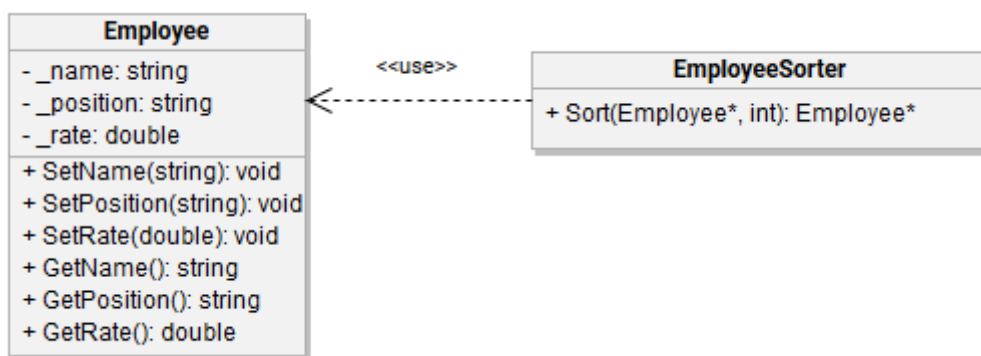 Employee
- _name: string
- _position: string
- _rate: double
+ SetName(string): void
+ SetPosition(string): void
+ SetRate(double): void
+ GetName(): string
+ GetPosition(): string
+ GetRate(): double
<<use>>
EmployeeSorter
+ Sort(Employee*, int): Employee*